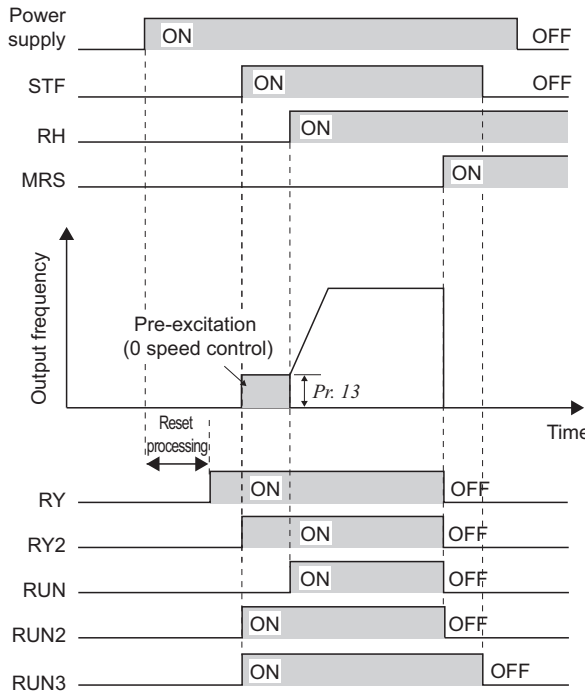 Power
supply
ON
OFF
STF
ON
OFF
RH
ON
MRS
ON
Output frequency
Pre-excitation
(0 speed control)
Pr. 13
Time
Reset
processing
RY
ON
OFF
RY2
ON
OFF
RUN
ON
OFF
RUN2
ON
OFF
RUN3
ON
OFF